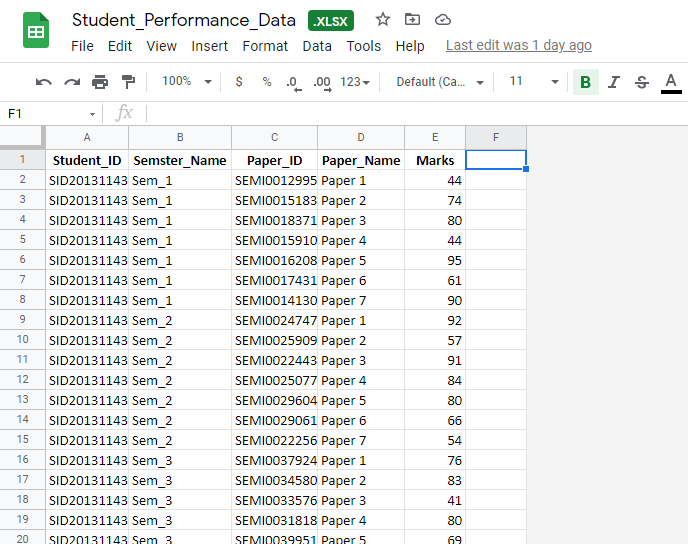 Student_Performance_Data .XLSX
File Edit View Insert Format Data Tools Help Last edit was 1 day ago
100% $ % .0 .00 123 Default (Ca... 11 B I S A
F1 fx
A B C D E F
1 Student_ID Semster_Name Paper_ID Paper_Name Marks
2 SID20131143 Sem_1 SEMI0012995 Paper 1 44
3 SID20131143 Sem_1 SEMI0015183 Paper 2 74
4 SID20131143 Sem_1 SEMI0018371 Paper 3 80
5 SID20131143 Sem_1 SEMI0015910 Paper 4 44
6 SID20131143 Sem_1 SEMI0016208 Paper 5 95
7 SID20131143 Sem_1 SEMI0017431 Paper 6 61
8 SID20131143 Sem_1 SEMI0014130 Paper 7 90
9 SID20131143 Sem_2 SEMI0024747 Paper 1 92
10 SID20131143 Sem_2 SEMI0025909 Paper 2 57
11 SID20131143 Sem_2 SEMI0022443 Paper 3 91
12 SID20131143 Sem_2 SEMI0025077 Paper 4 84
13 SID20131143 Sem_2 SEMI0029604 Paper 5 80
14 SID20131143 Sem_2 SEMI0029061 Paper 6 66
15 SID20131143 Sem_2 SEMI0022256 Paper 7 54
16 SID20131143 Sem_3 SEMI0037924 Paper 1 76
17 SID20131143 Sem_3 SEMI0034580 Paper 2 83
18 SID20131143 Sem_3 SEMI0033576 Paper 3 41
19 SID20131143 Sem_3 SEMI0031818 Paper 4 80
20 SID20131143 Sem_3 SEMI0039951 Paper 5 69